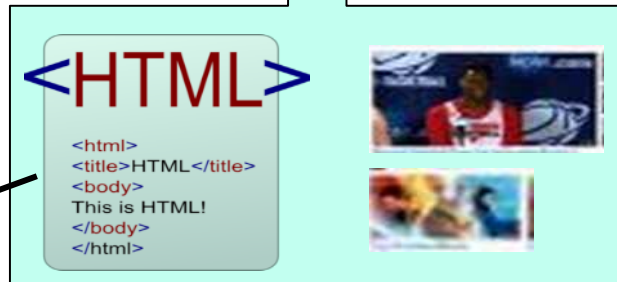 <HTML>
<html>
<title>HTML</title>
<body>
This is HTML!
</body>
</html>